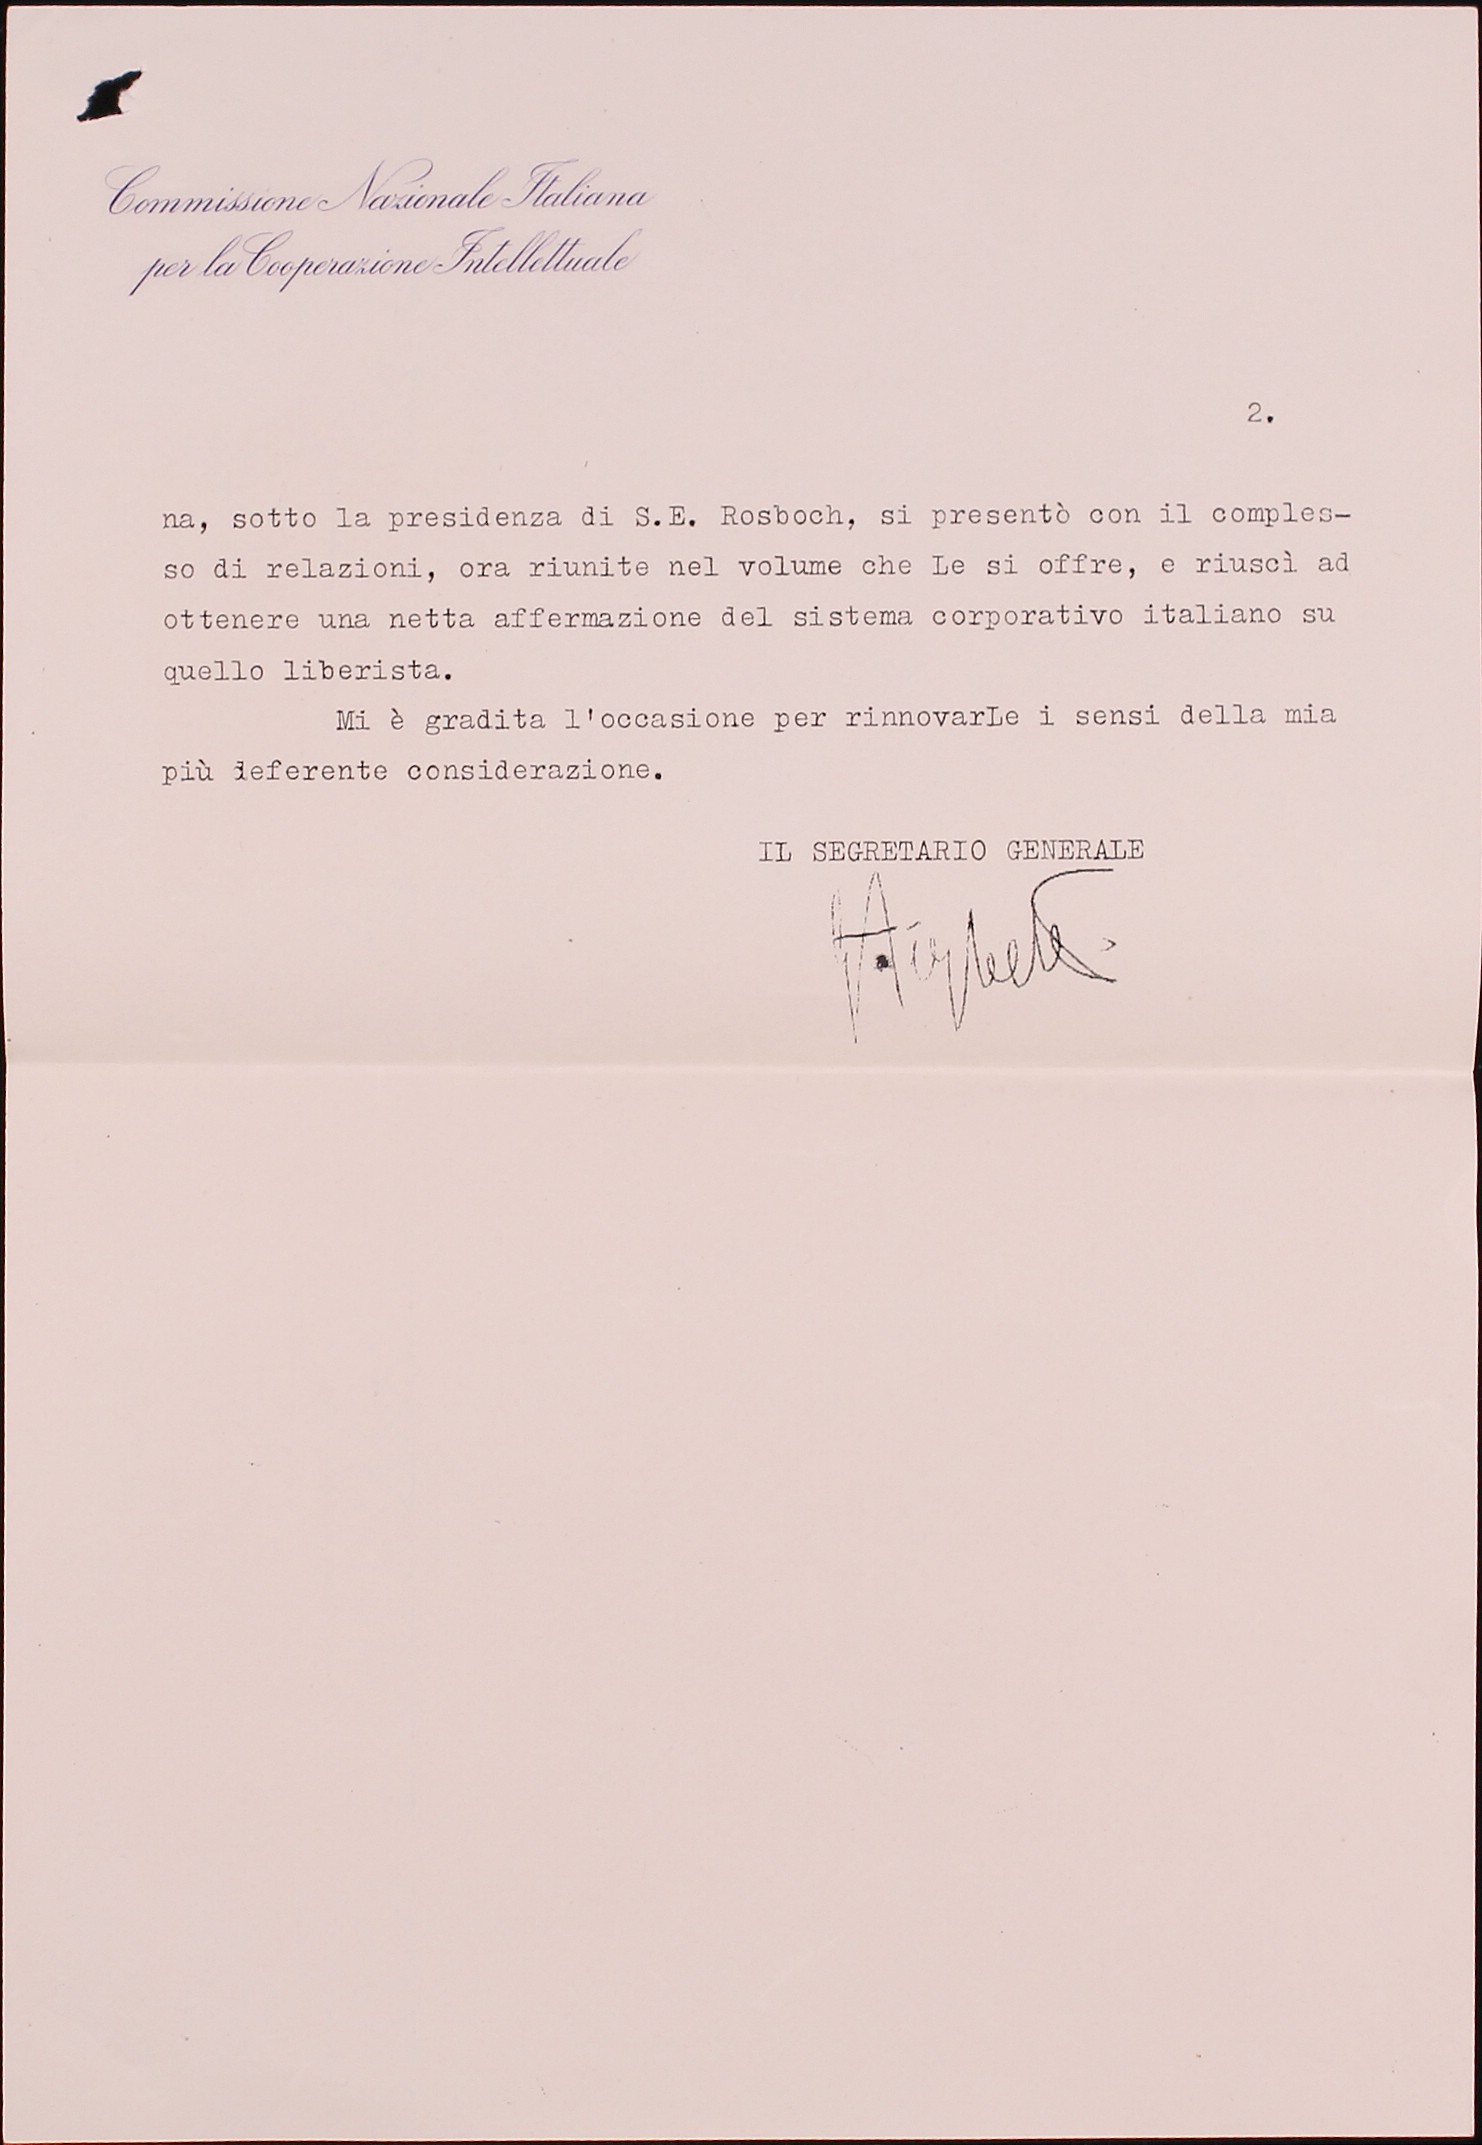 Commissione Nazionale Italiana
per la Cooperazione Intellettuale
2.
na, sotto la presidenza di S.E. Rosboch, si presentò con il comples-
so di relazioni, ora riunite nel volume che Le si offre, e riuscì ad
ottenere una netta affermazione del sistema corporativo italiano su
quello liberista.
Mi è gradita l'occasione per rinnovarLe i sensi della mia
più deferente considerazione.
IL SEGRETARIO GENERALE